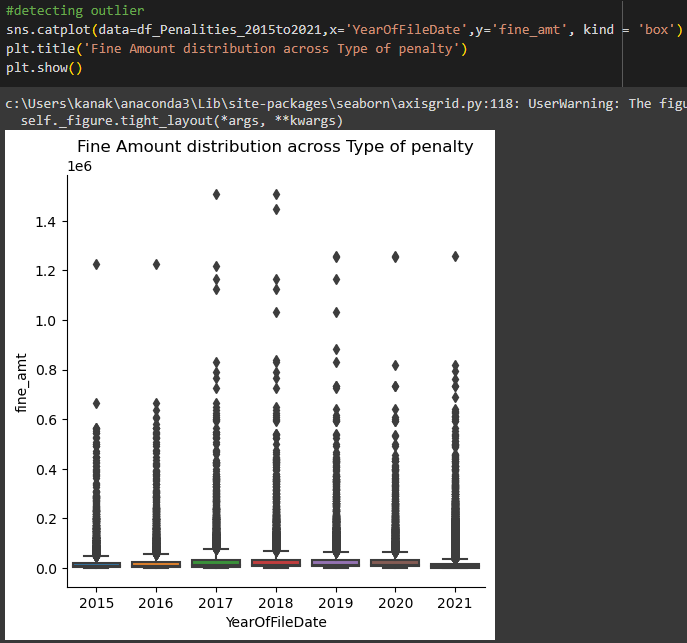 #detecting outlier
sns.catplot(data=df_Penalities_2015to2021,x='YearOfFileDate',y='fine_amt', kind = 'box')
plt.title('Fine Amount distribution across Type of penalty')
plt.show()
c:\Users\kanak\anaconda3\Lib\site-packages\seaborn\axisgrid.py:118: UserWarning: The figu
self._figure.tight_layout(*args, **kwargs)
Fine Amount distribution across Type of penalty
1e6
1.4
1.2
1.0
0.8
0.6
0.4
0.2
0.0
fine_amt
2015 2016 2017 2018 2019 2020 2021
YearOfFileDate